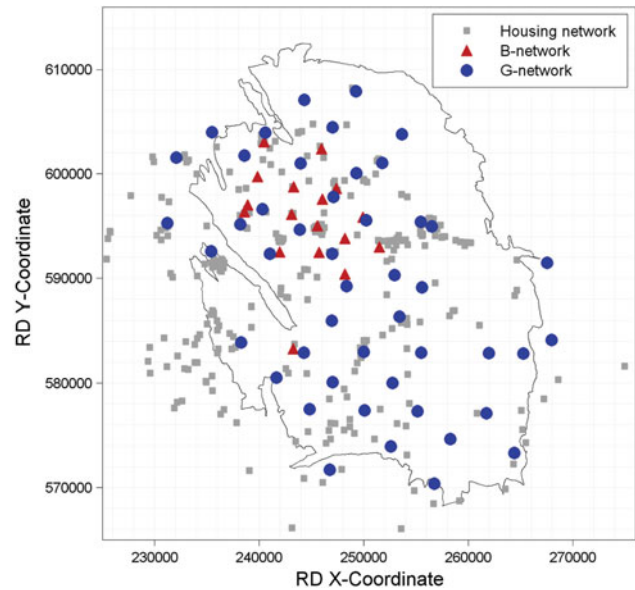 Housing network
B-network
G-network
610000
600000
590000
580000
570000
RD Y-Coordinate
230000 240000 250000 260000 270000
RD X-Coordinate